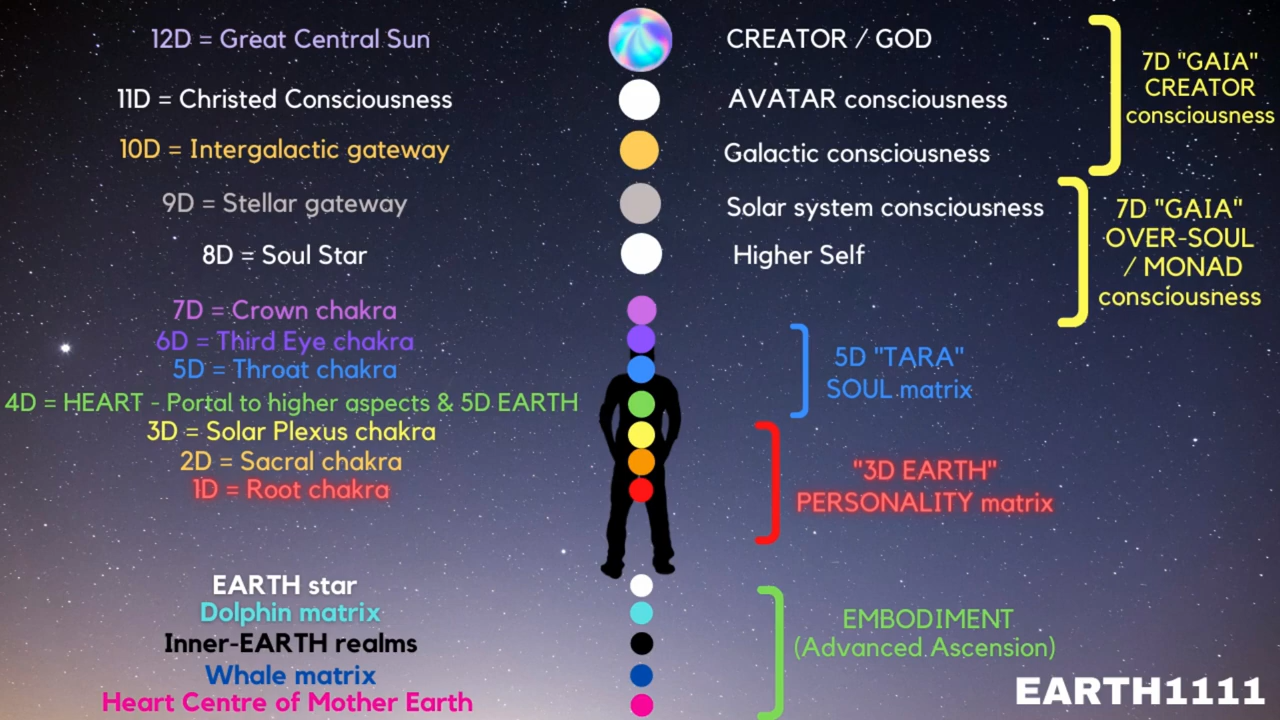 12D = Great Central Sun
CREATOR / GOD
11D = Christed Consciousness
AVATAR consciousness
10D = Intergalactic gateway
Galactic consciousness
7D "GAIA"
CREATOR
consciousness
9D = Stellar gateway
Solar system consciousness
8D = Soul Star
Higher Self
7D "GAIA"
OVER-SOUL
/ MONAD
consciousness
7D = Crown chakra
6D = Third Eye chakra
5D = Throat chakra
4D = HEART - Portal to higher aspects & 5D EARTH
5D "TARA"
SOUL matrix
3D = Solar Plexus chakra
2D = Sacral chakra
1D = Root chakra
"3D EARTH"
PERSONALITY matrix
EARTH star
Dolphin matrix
Inner-EARTH realms
Whale matrix
Heart Centre of Mother Earth
EMBODIMENT
(Advanced Ascension)
EARTH1111